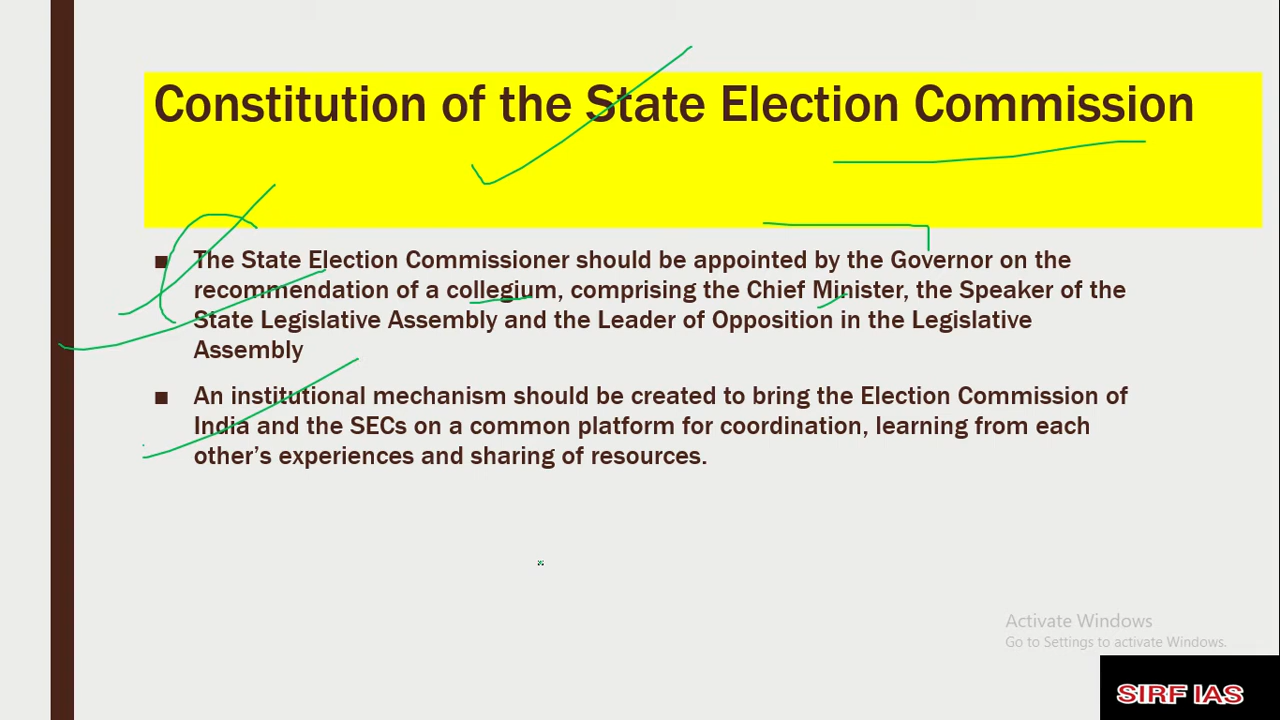 Constitution of the State Election Commission
■ The State Election Commissioner should be appointed by the Governor on the
recommendation of a collegium, comprising the Chief Minister, the Speaker of the
State Legislative Assembly and the Leader of Opposition in the Legislative
Assembly
■ An institutional mechanism should be created to bring the Election Commission of
India and the SECs on a common platform for coordination, learning from each
other’s experiences and sharing of resources.
Activate Windows
Go to Settings to activate Windows.
SIRF IAS